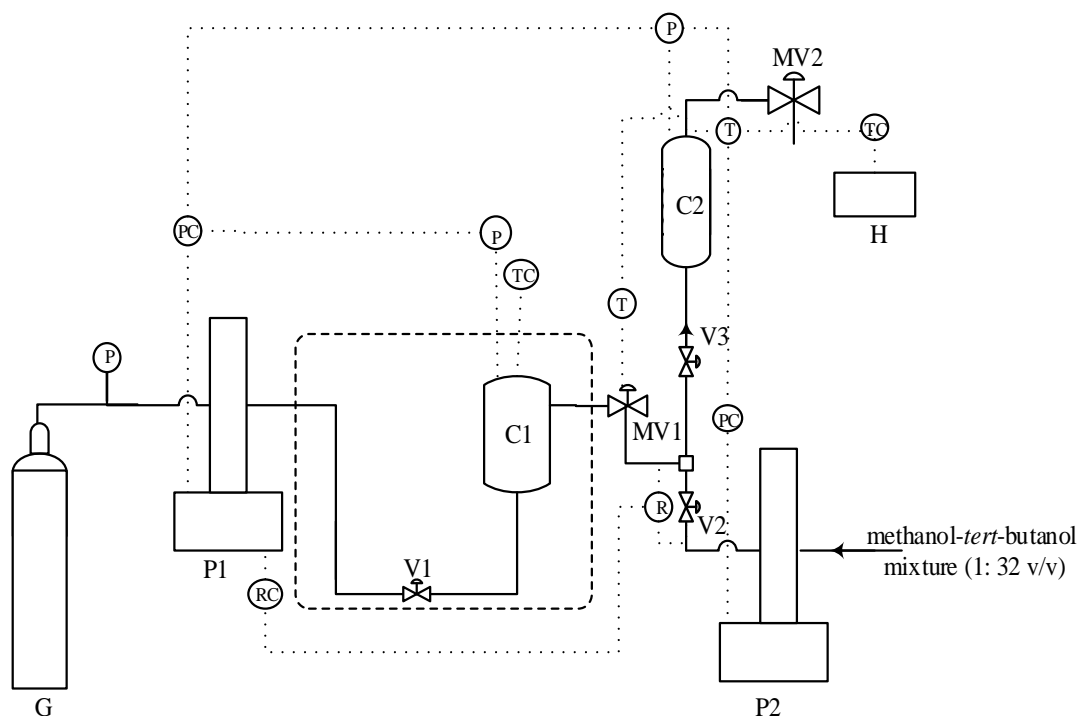 P
MV2
T
TC
C2
H
PC
P
TC
T
V3
P
C1
MV1
PC
R
V2
methanol-tert-butanol
mixture (1: 32 v/v)
P1
V1
RC
G
P2